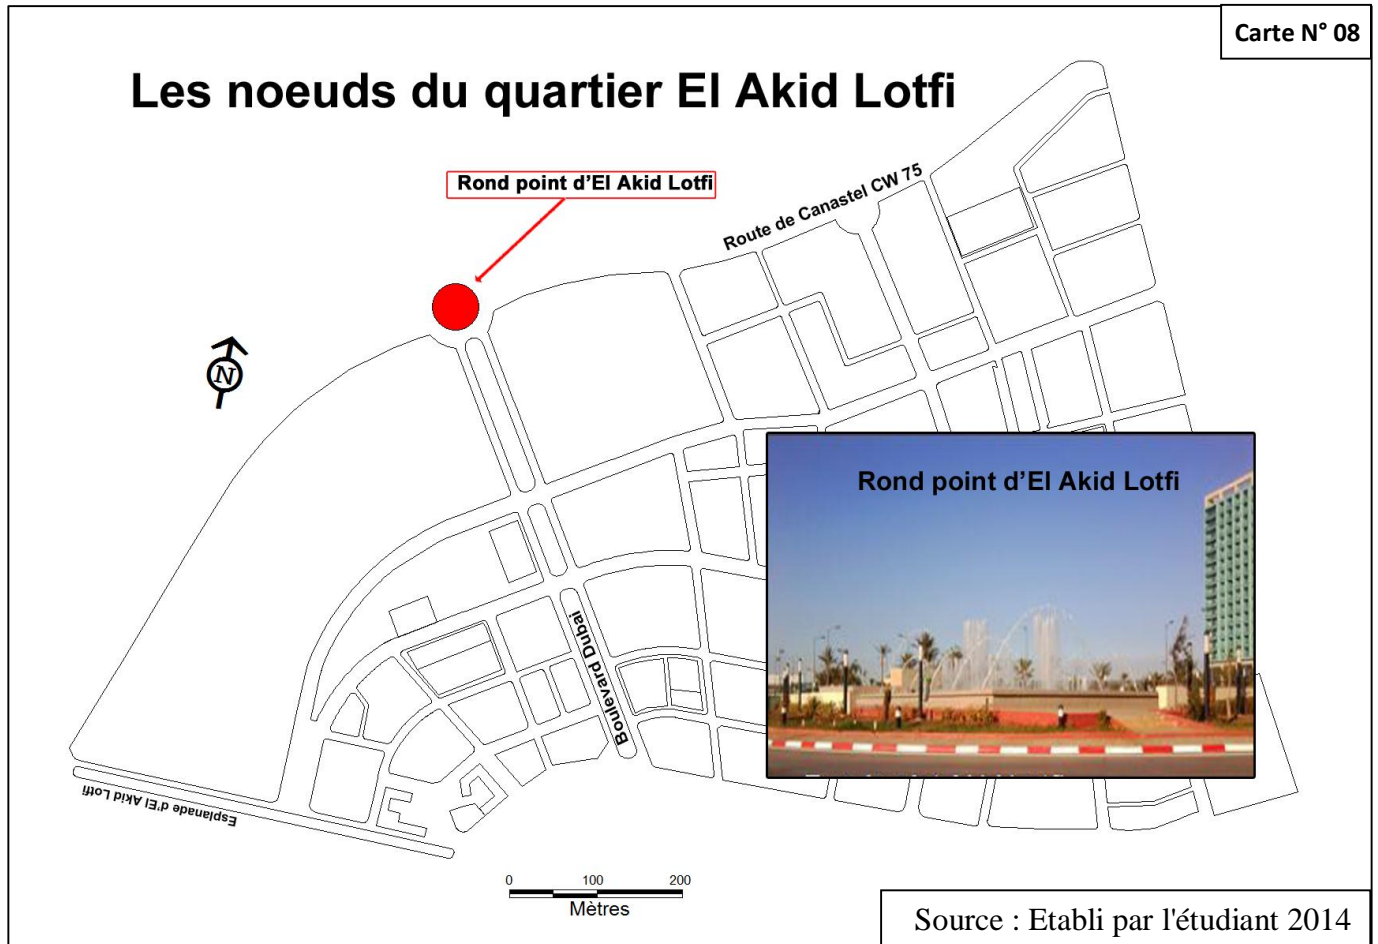 Carte N° 08
Les noeuds du quartier El Akid Lotfi
Rond point d'El Akid Lotfi
Route de Canastel CW 75
N
Rond point d'El Akid Lotfi
Boulevard Dubai
Esplanade d'El Akid Lotfi
0 100 200
Mètres
Source : Etabli par l'étudiant 2014